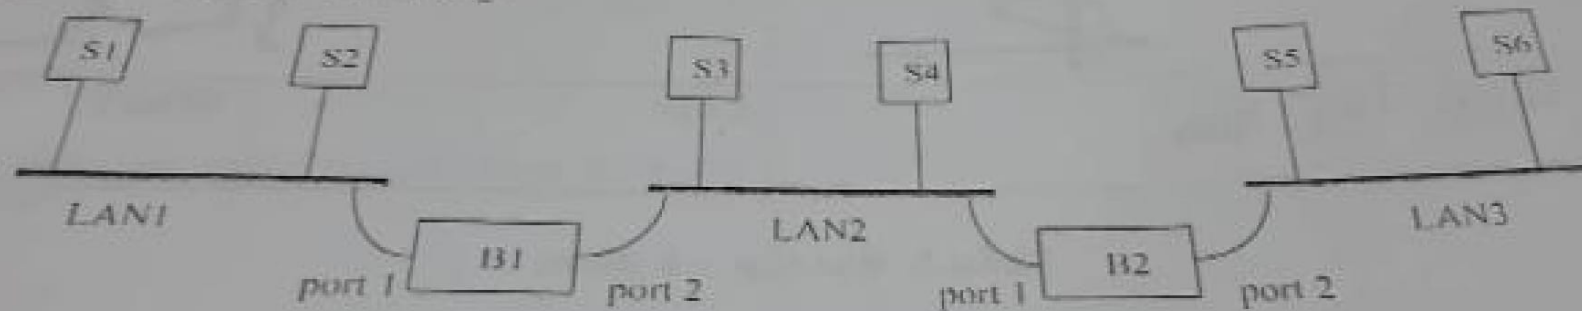 S1 S2 S3 S4 S5 S6
LAN1 LAN2 LAN3
B1 B2
port 1 port 2 port 1 port 2